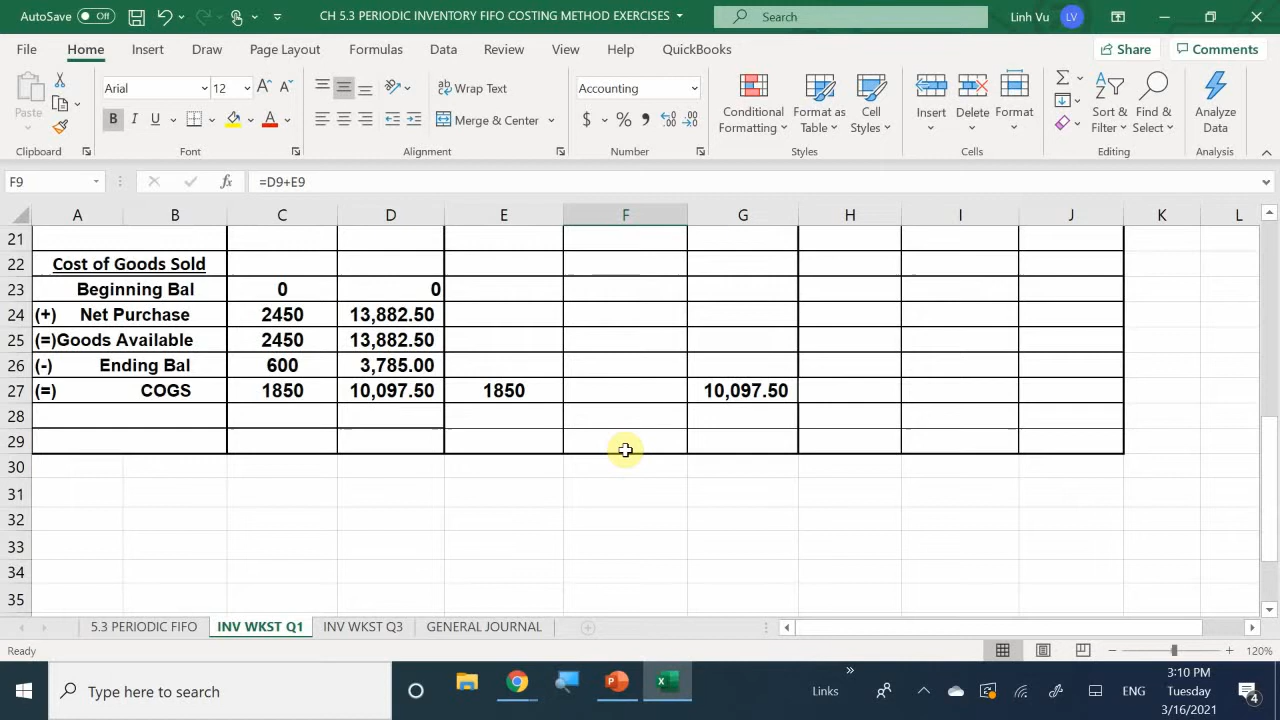 AutoSave Off CH 5.3 PERIODIC INVENTORY FIFO COSTING METHOD EXERCISES Search Linh Vu LV
File Home Insert Draw Page Layout Formulas Data Review View Help QuickBooks Share Comments
Arial 12 Wrap Text Accounting
Paste B I U A Merge & Center $ % 9 Conditional Formatting Format as Table Cell Styles Insert Delete Format Sort & Filter Find & Select Analyze Data
Clipboard Font Alignment Number Styles Cells Editing Analysis
F9 fx =D9+E9
A B C D E F G H I J K L
21
22 Cost of Goods Sold
23 Beginning Bal 0 0
24 (+) Net Purchase 2450 13,882.50
25 (=)Goods Available 2450 13,882.50
26 (-) Ending Bal 600 3,785.00
27 (=) COGS 1850 10,097.50 1850 10,097.50
28
29
30
31
32
33
34
35
5.3 PERIODIC FIFO INV WKST Q1 INV WKST Q3 GENERAL JOURNAL
Ready 120%
Type here to search Links ENG 3:10 PM Tuesday 3/16/2021 4